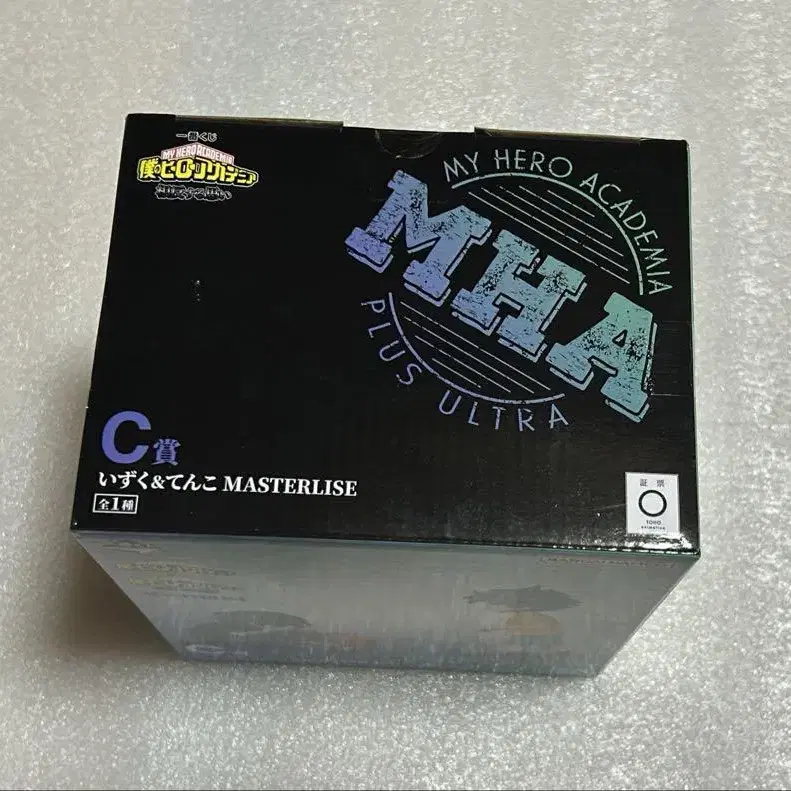 一番くじ
MY HERO ACADEMIA
僕のヒーローアカデミア
MY HERO ACADEMIA
MHA
PLUS ULTRA
C賞
いずく&てんこ MASTERLISE
全1種
証票
TOHO
animation